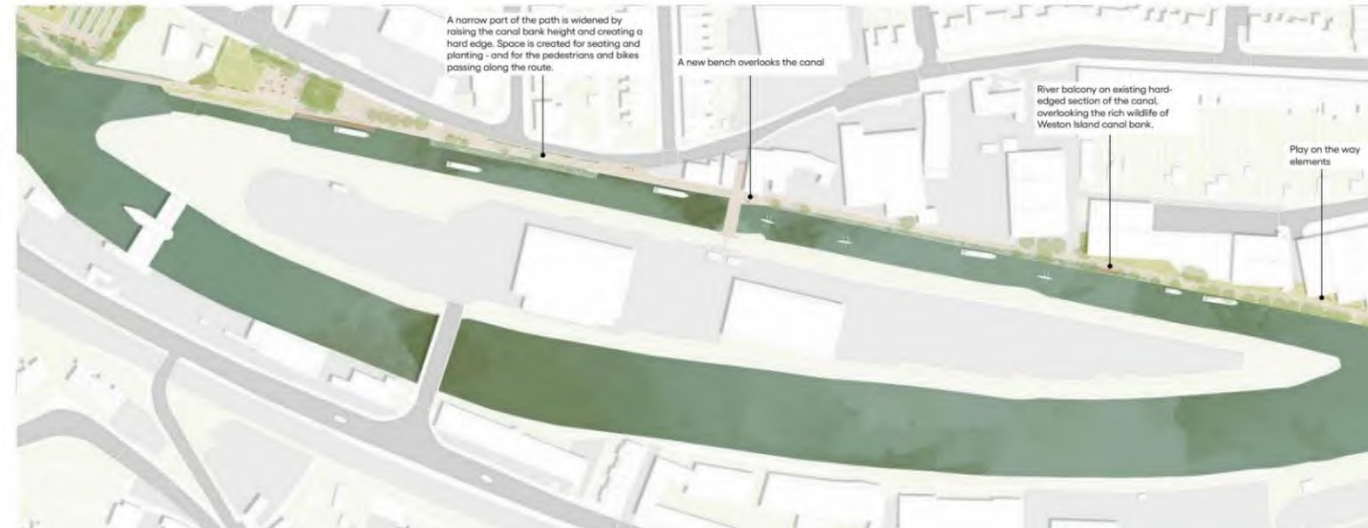 A narrow part of the path is widened by
raising the canal bank height and creating a
hard edge. Space is created for seating and
planting - and for the pedestrians and bikes
passing along the route.
A new bench overlooks the canal
River balcony on existing hard-
edged section of the canal,
overlooking the rich wildlife of
Weston Island canal bank.
Play on the way
elements